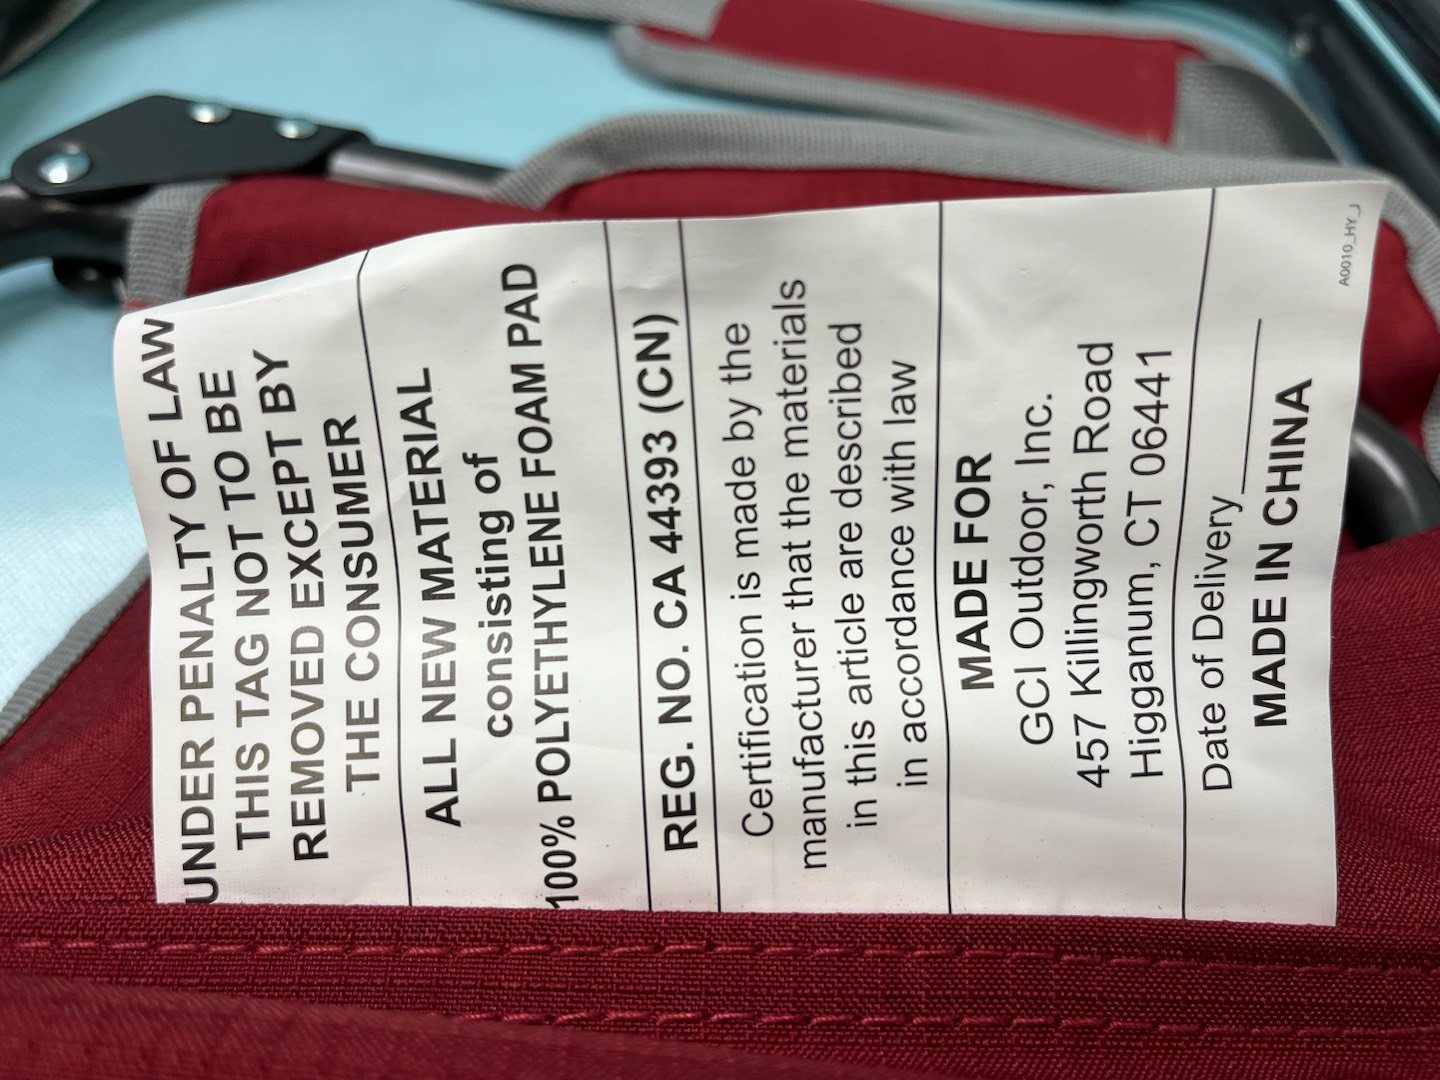 UNDER PENALTY OF LAW
THIS TAG NOT TO BE
REMOVED EXCEPT BY
THE CONSUMER
ALL NEW MATERIAL
consisting of
100% POLYETHYLENE FOAM PAD
REG. NO. CA 44393 (CN)
Certification is made by the
manufacturer that the materials
in this article are described
in accordance with law
MADE FOR
GCI Outdoor, Inc.
457 Killingworth Road
Higganum, CT 06441
Date of Delivery________
MADE IN CHINA
A0010_HY_J